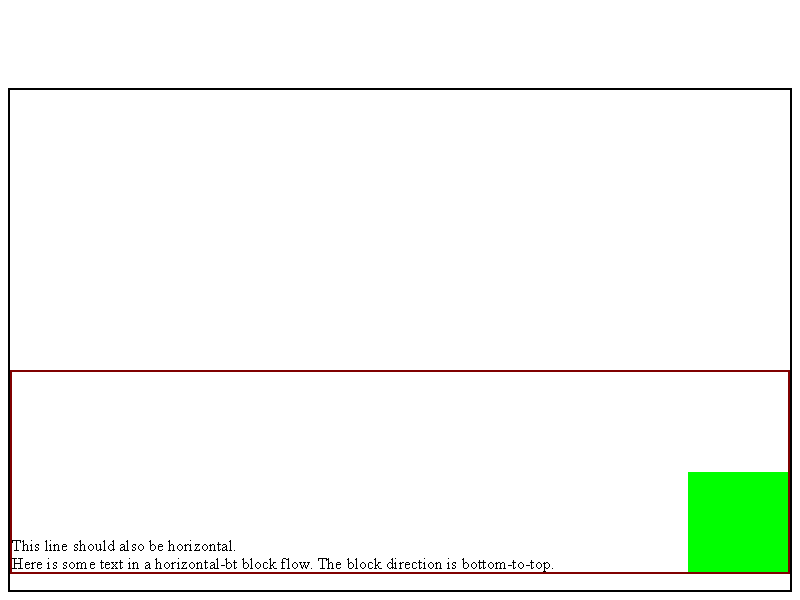 Here is some text in a horizontal-bt block flow. The block direction is bottom-to-top.
This line should also be horizontal.